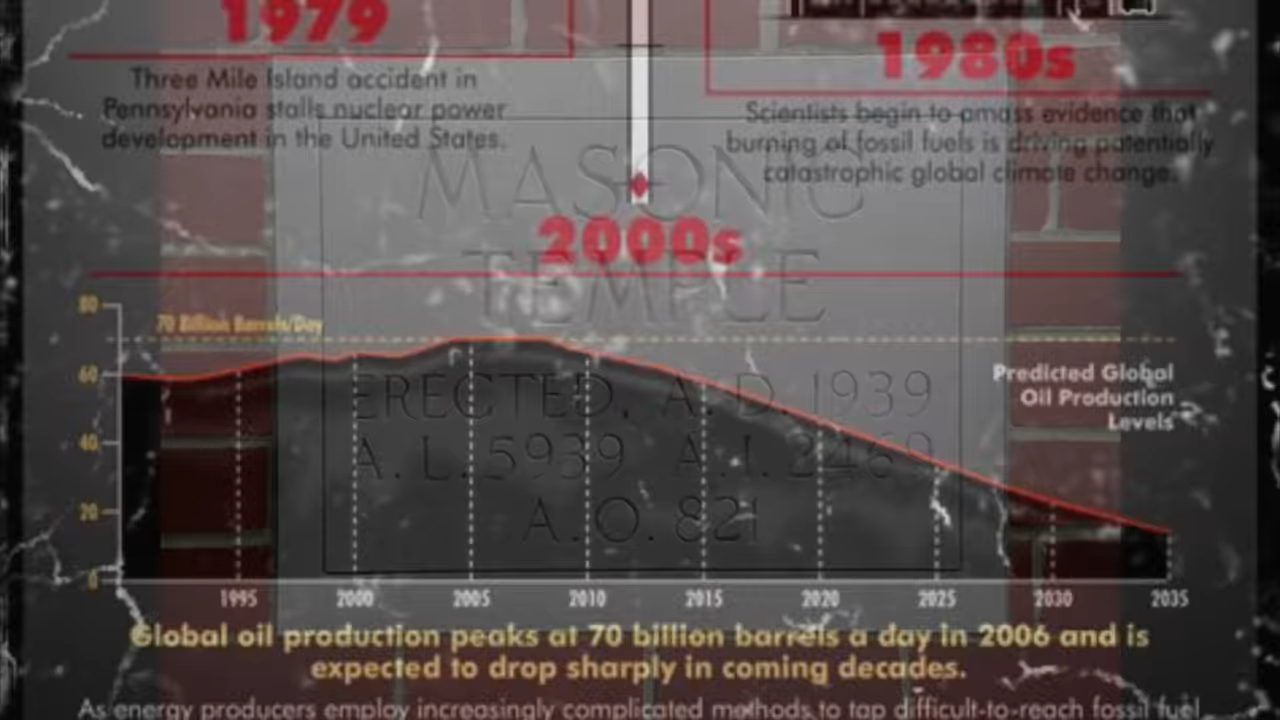 1979
Three Mile Island accident in
Pennsylvania stalls nuclear power
development in the United States.
1980s
Scientists begin to amass evidence that
burning of fossil fuels is driving potentially
catastrophic global climate change.
MASONIC
TEMPLE
ERECTED. A. D. 1939
A. L. 5939 A. I. 2469
A. O. 821
2000s
80
70 Billion Barrels/Day
60
40
20
0
Predicted Global
Oil Production
Levels
1995 2000 2005 2010 2015 2020 2025 2030 2035
Global oil production peaks at 70 billion barrels a day in 2006 and is
expected to drop sharply in coming decades.
As energy producers employ increasingly complicated methods to tap difficult-to-reach fossil fuel